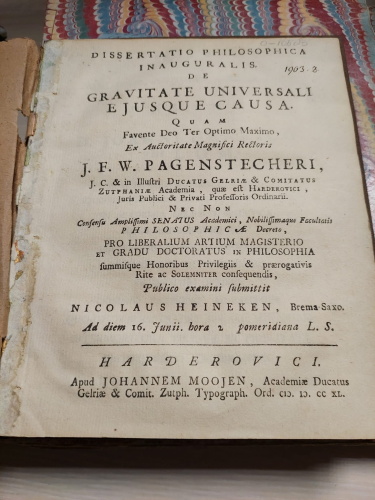 DISSERTATIO PHILOSOPHICA
INAUGURALIS.
1903.2.
DE
GRAVITATE UNIVERSALI
EJUSQUE CAUSA.
QUAM
Favente Deo Ter Optimo Maximo,
Ex Auctoritate Magnifici Rectoris
J. F. W. PAGENSTECHERI,
J. C. & in Illustri DUCATUS GELRIÆ & COMITATUS
ZUTPHANIÆ Academia, quæ est HARDEROVICI,
Juris Publici & Privati Professoris Ordinarii.
NEC NON
Consensu Amplissimi SENATUS Academici, Nobilissimæque Facultatis
PHILOSOPHICÆ Decreto,
PRO LIBERALIUM ARTIUM MAGISTERIO
ET GRADU DOCTORATUS IN PHILOSOPHIA
summisque Honoribus Privilegiis & prærogativis
Rite ac SOLEMNITER consequendis,
Publico examini submittit
NICOLAUS HEINEKEN, Brema-Saxo.
Ad diem 16. Junii. hora 2 pomeridiana L. S.
HARDEROVICI.
Apud JOHANNEM MOOJEN, Academiæ Ducatus
Gelriæ & Comit. Zutph. Typograph. Ord. CIↃ. IↃ. CC XL.